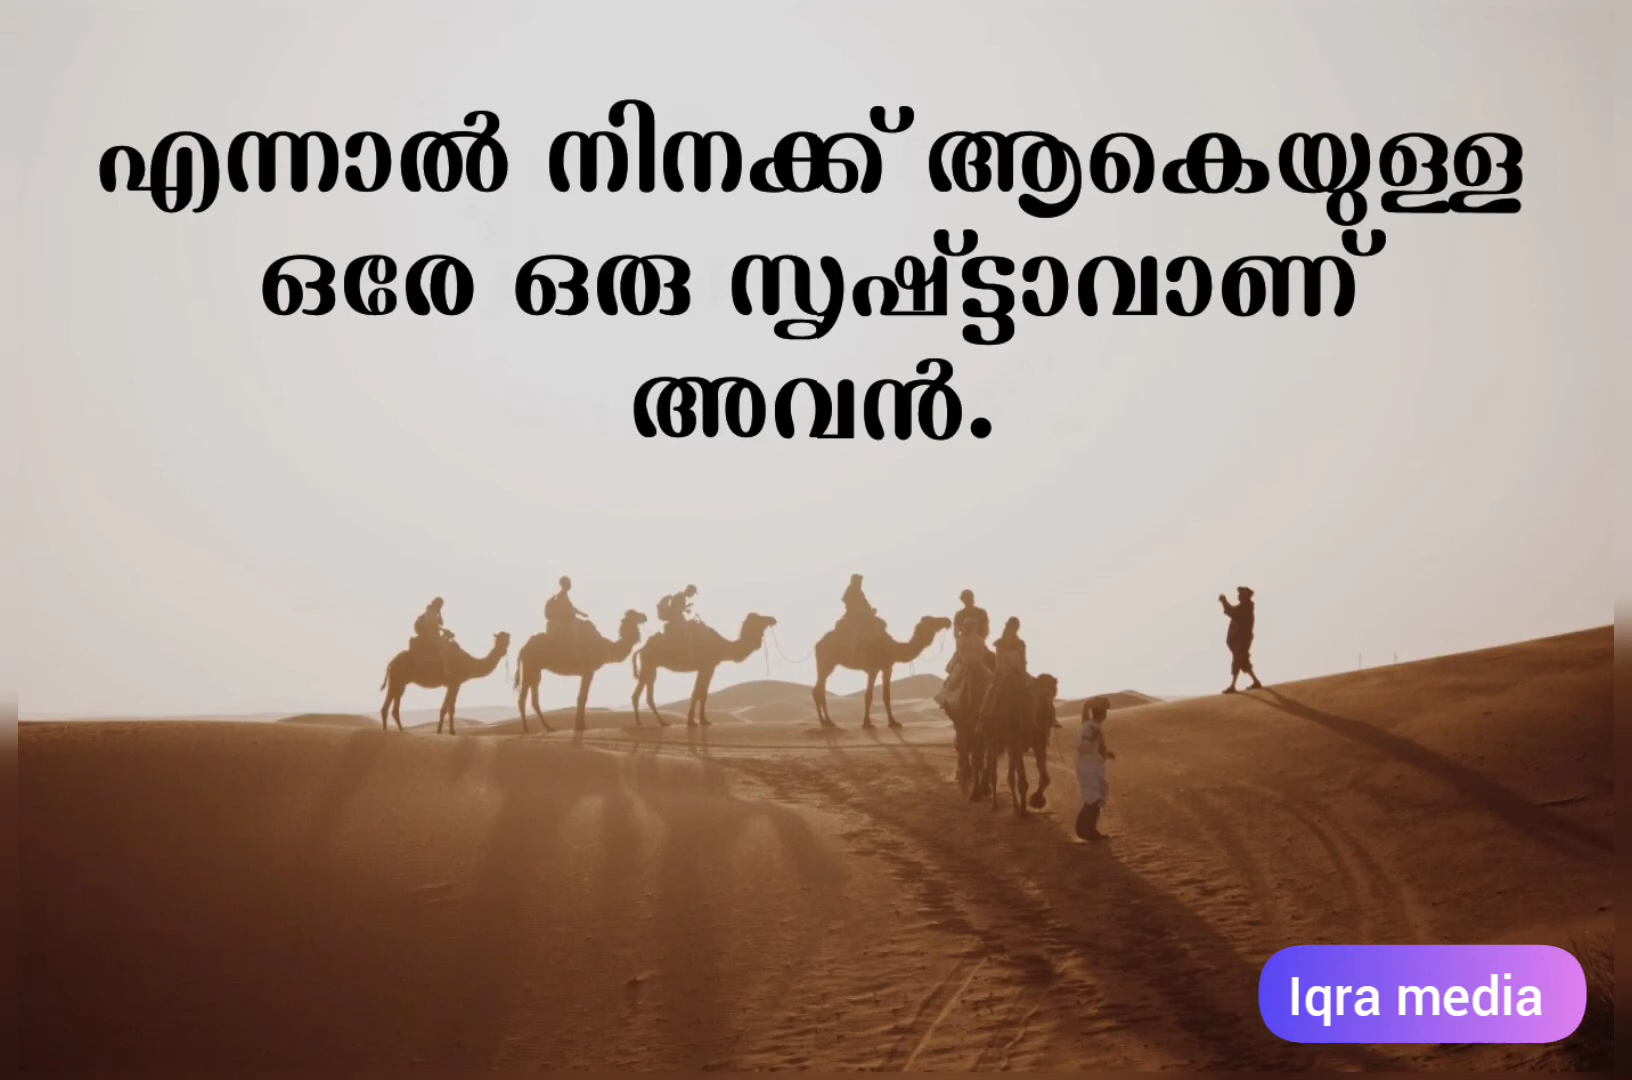 എന്നാൽ നിനക്ക് ആകെയുള്ള
ഒരേ ഒരു സൃഷ്ട്ടാവാണ്
അവൻ.
Iqra media